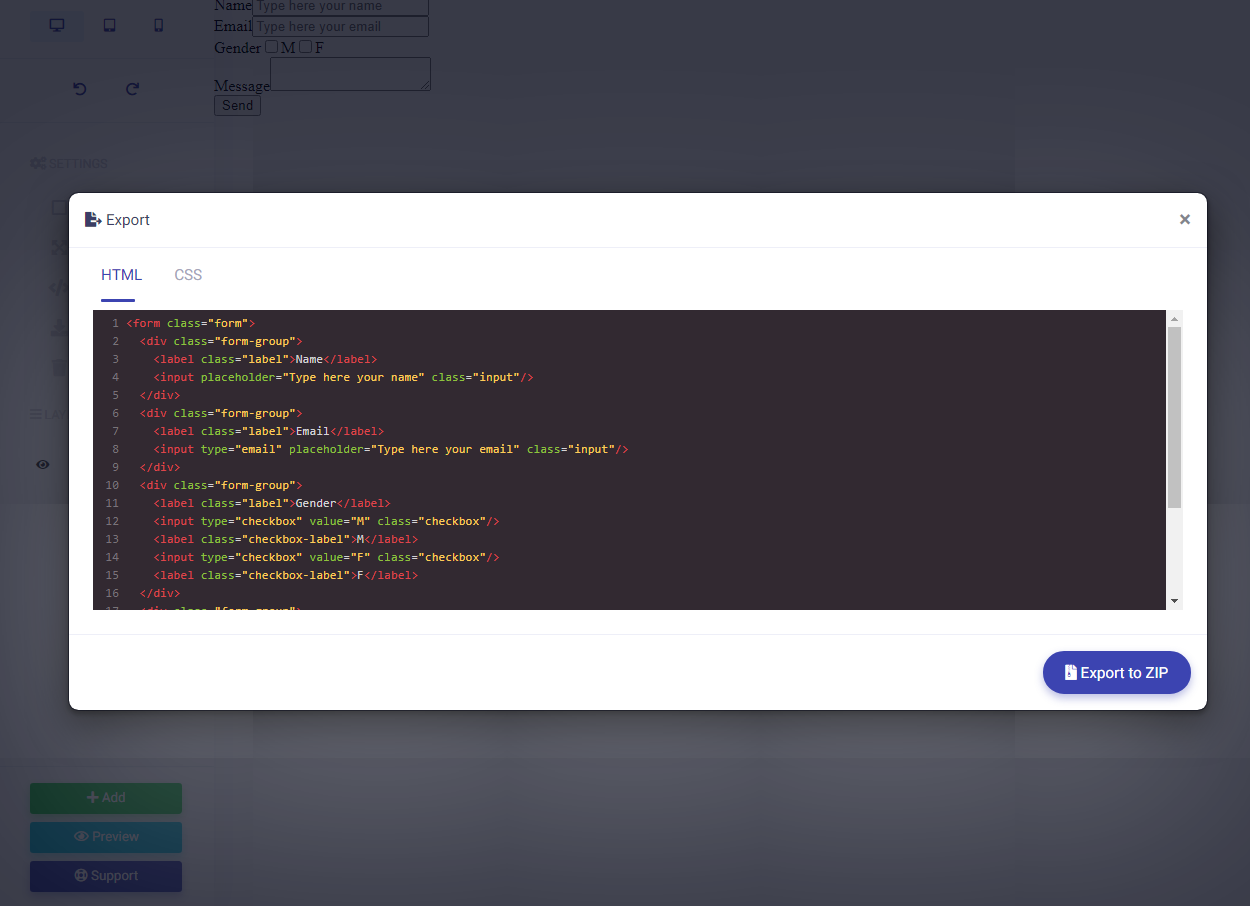 Name Type here your name
Email Type here your email
Gender M F
Message
Send
SETTINGS
Export
×
HTML CSS
1 <form class="form">
2 <div class="form-group">
3 <label class="label">Name</label>
4 <input placeholder="Type here your name" class="input"/>
5 </div>
6 <div class="form-group">
7 <label class="label">Email</label>
8 <input type="email" placeholder="Type here your email" class="input"/>
9 </div>
10 <div class="form-group">
11 <label class="label">Gender</label>
12 <input type="checkbox" value="M" class="checkbox"/>
13 <label class="checkbox-label">M</label>
14 <input type="checkbox" value="F" class="checkbox"/>
15 <label class="checkbox-label">F</label>
16 </div>
17 <div class="form-group">
Export to ZIP
Add
Preview
Support